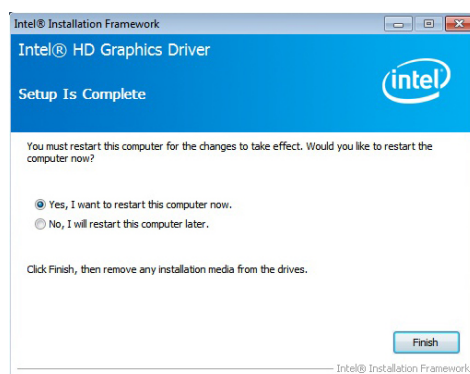 Intel® Installation Framework
Intel® HD Graphics Driver
Setup Is Complete
intel
You must restart this computer for the changes to take effect. Would you like to restart the
computer now?
Yes, I want to restart this computer now.
No, I will restart this computer later.
Click Finish, then remove any installation media from the drives.
Finish
Intel® Installation Framework